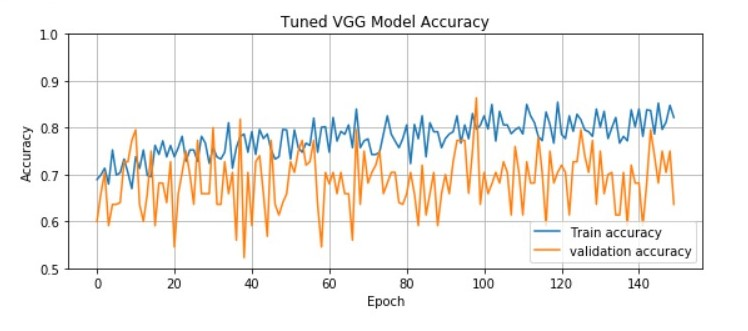 Tuned VGG Model Accuracy
1.0
0.9
0.8
0.7
0.6
0.5
Accuracy
0 20 40 60 80 100 120 140
Epoch
Train accuracy
validation accuracy